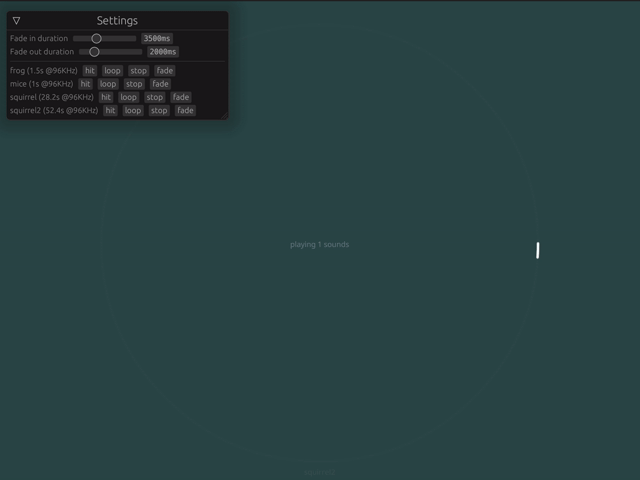 Settings
Fade in duration 3500ms
Fade out duration 2000ms
frog (1.5s @96KHz) hit loop stop fade
mice (1s @96KHz) hit loop stop fade
squirrel (28.2s @96KHz) hit loop stop fade
squirrel2 (52.4s @96KHz) hit loop stop fade
playing 1 sounds